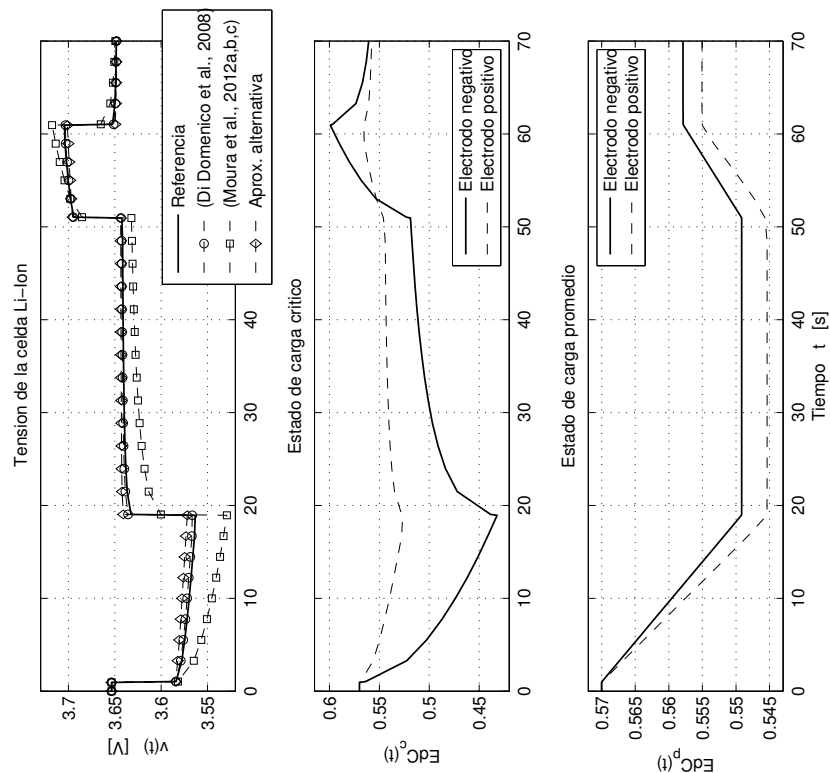 Tension de la celda Li−Ion
3.7
3.65
3.6
3.55
v(t) [V]
0
10
20
30
40
50
60
70
Referencia
(Di Domenico et al., 2008)
(Moura et al., 2012a,b,c)
Aprox. alternativa
Estado de carga critico
0.6
0.55
0.5
0.45
EdC_c(t)
0
10
20
30
40
50
60
70
Electrodo negativo
Electrodo positivo
Estado de carga promedio
0.57
0.565
0.56
0.555
0.55
0.545
EdC_p(t)
0
10
20
30
40
50
60
70
Electrodo negativo
Electrodo positivo
Tiempo t [s]